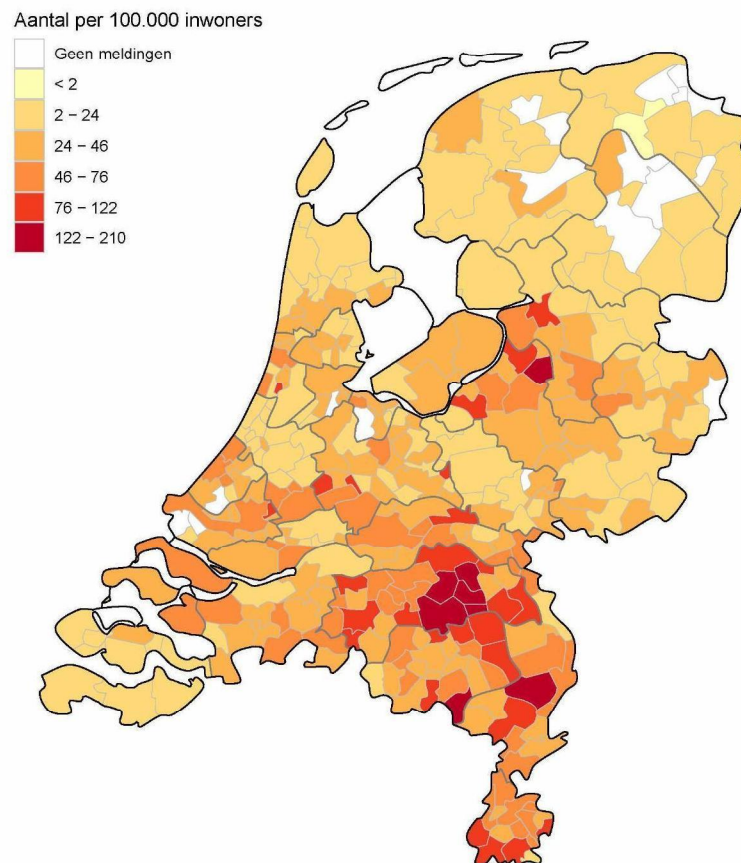 Aantal per 100.000 inwoners
Geen meldingen
< 2
2 – 24
24 – 46
46 – 76
76 – 122
122 – 210